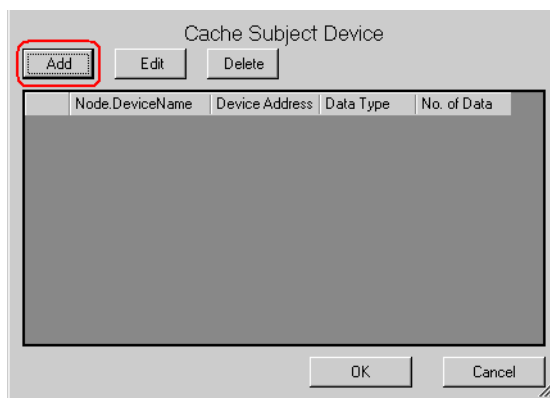 Cache Subject Device
Add Edit Delete
Node.DeviceName Device Address Data Type No. of Data
OK Cancel